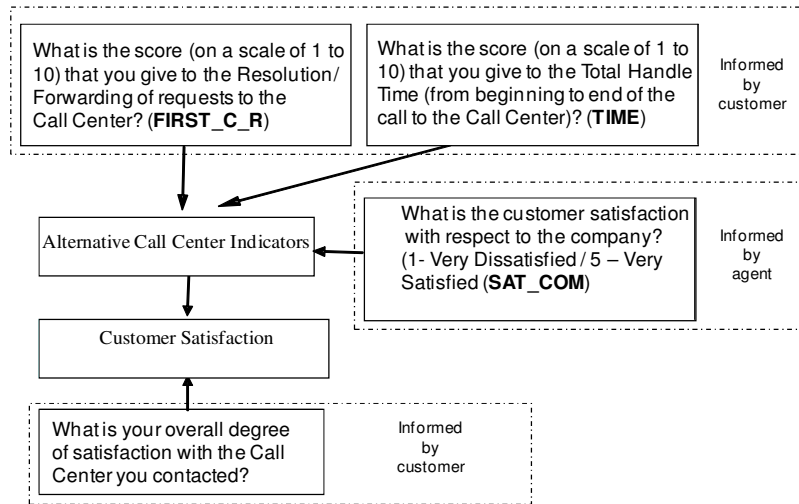 What is the score (on a scale of 1 to
10) that you give to the Resolution/
Forwarding of requests to the
Call Center? (FIRST_C_R)
What is the score (on a scale of 1 to
10) that you give to the Total Handle
Time (from beginning to end of the
call to the Call Center)? (TIME)
Informed
by
customer
Alternative Call Center Indicators
What is the customer satisfaction
with respect to the company?
(1- Very Dissatisfied / 5 – Very
Satisfied (SAT_COM)
Informed
by
agent
Customer Satisfaction
What is your overall degree
of satisfaction with the Call
Center you contacted?
Informed
by
customer